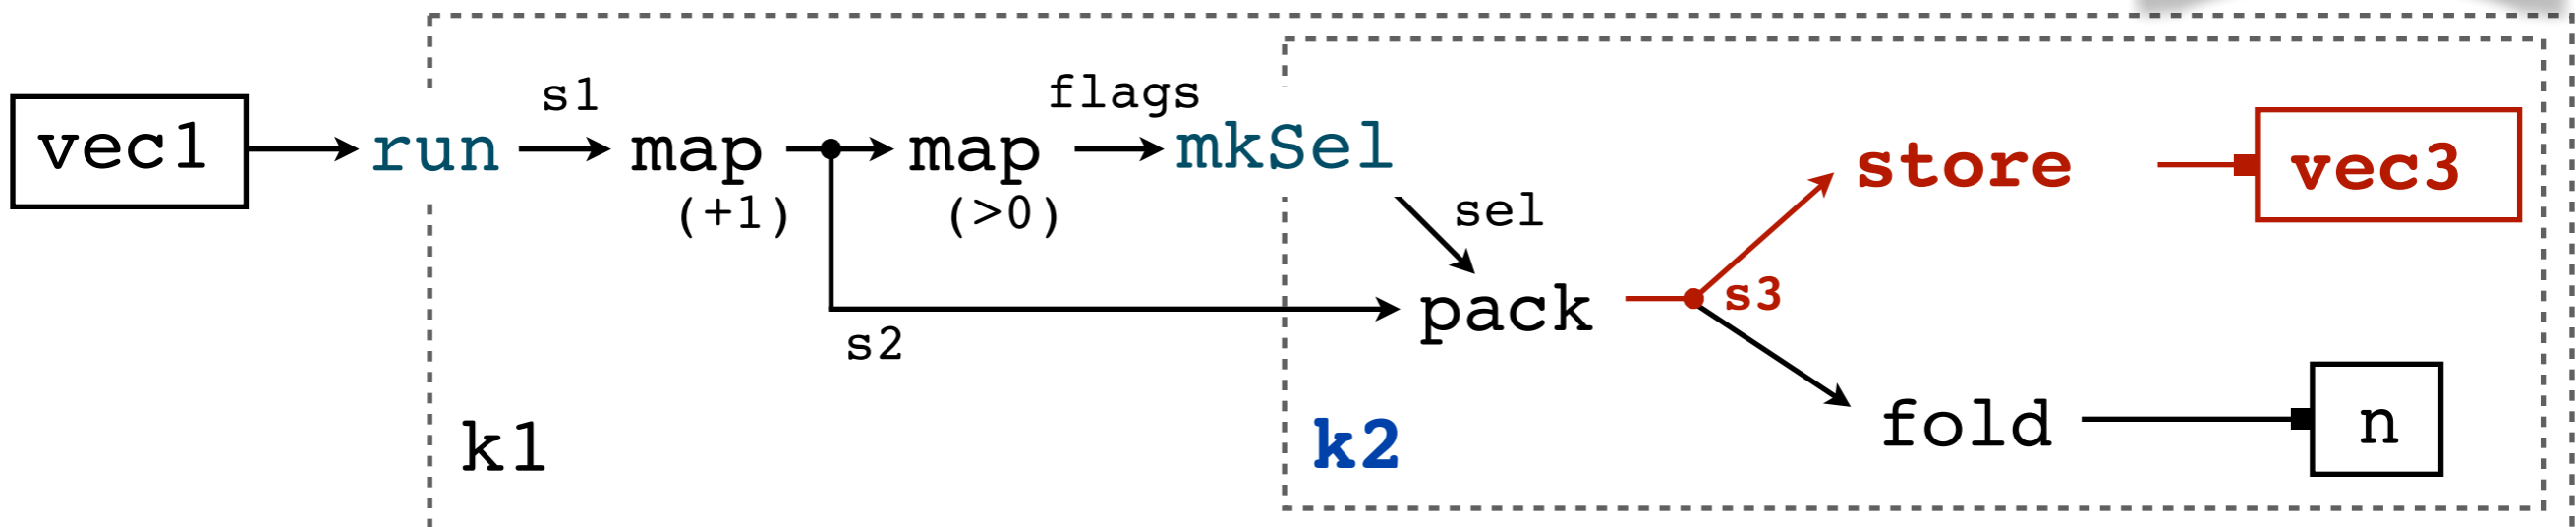 s1
flags
vec1
run
map
map
mkSel
store
vec3
(+1)
(>0)
sel
s3
pack
s2
fold
n
k1
k2